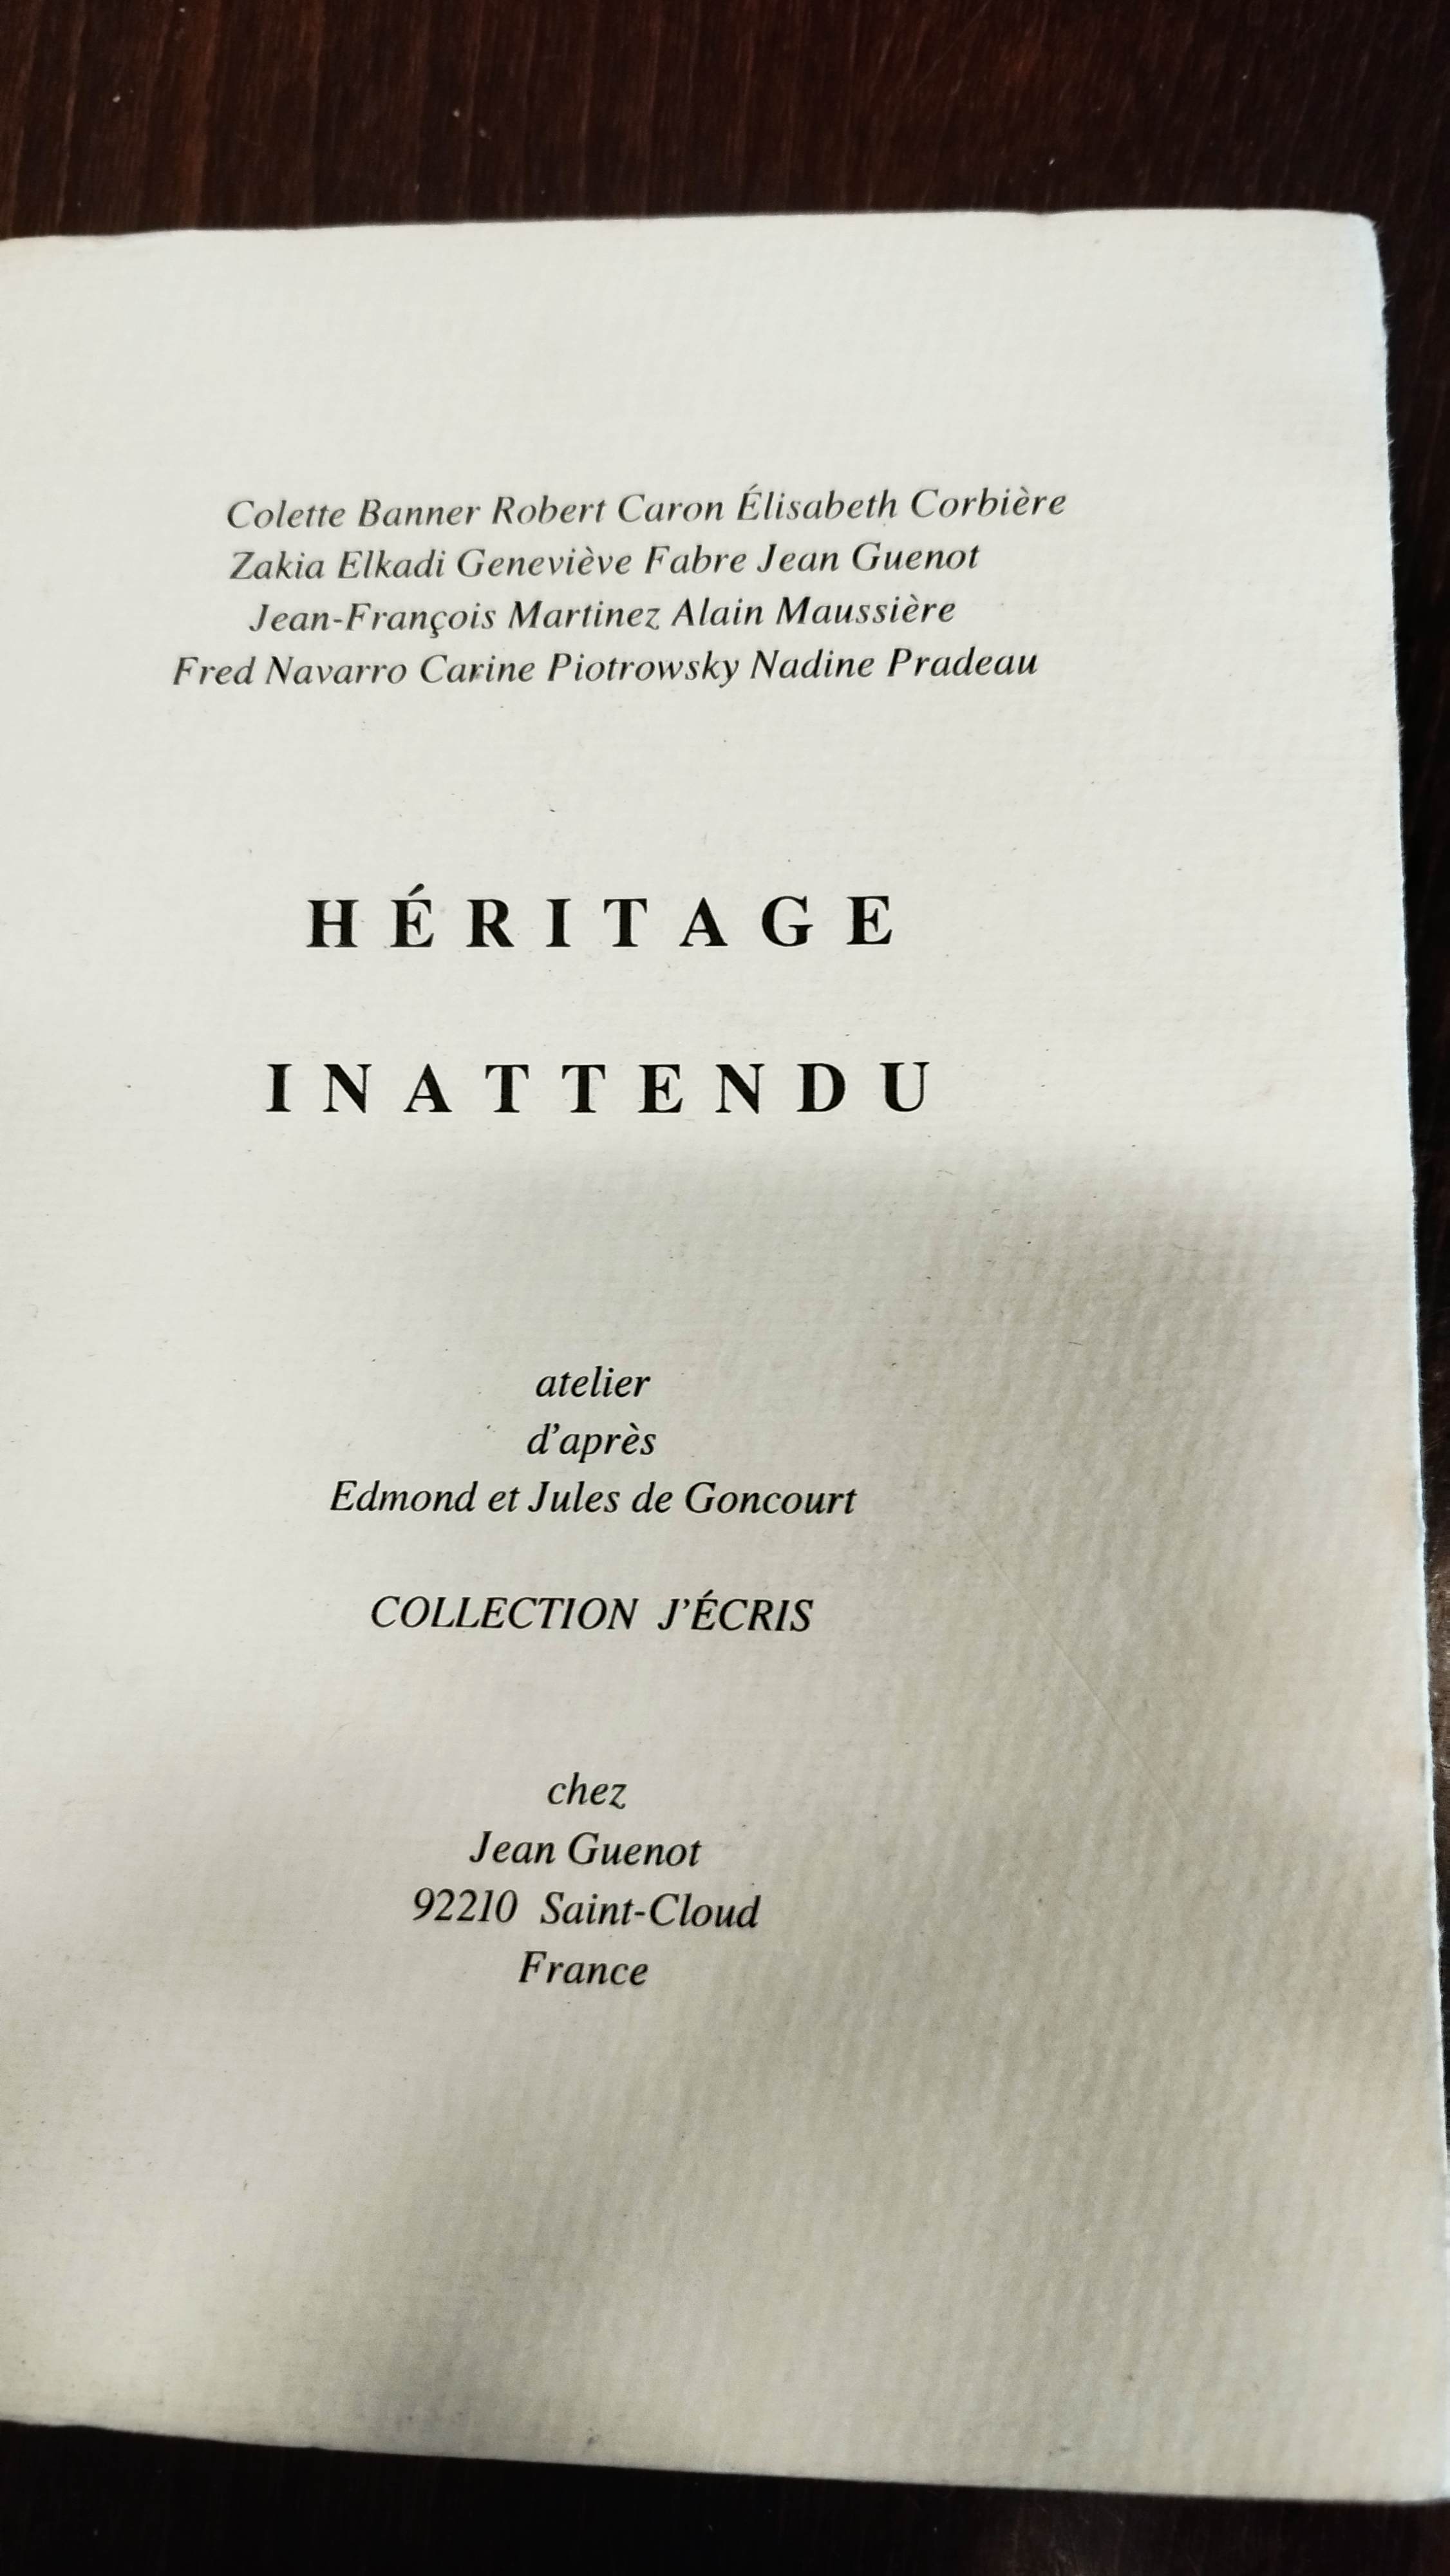 Colette Banner Robert Caron Élisabeth Corbière
Zakia Elkadi Geneviève Fabre Jean Guenot
Jean-François Martinez Alain Maussière
Fred Navarro Carine Piotrowsky Nadine Pradeau
HÉRITAGE
INATTENDU
atelier
d'après
Edmond et Jules de Goncourt
COLLECTION J'ÉCRIS
chez
Jean Guenot
92210 Saint-Cloud
France